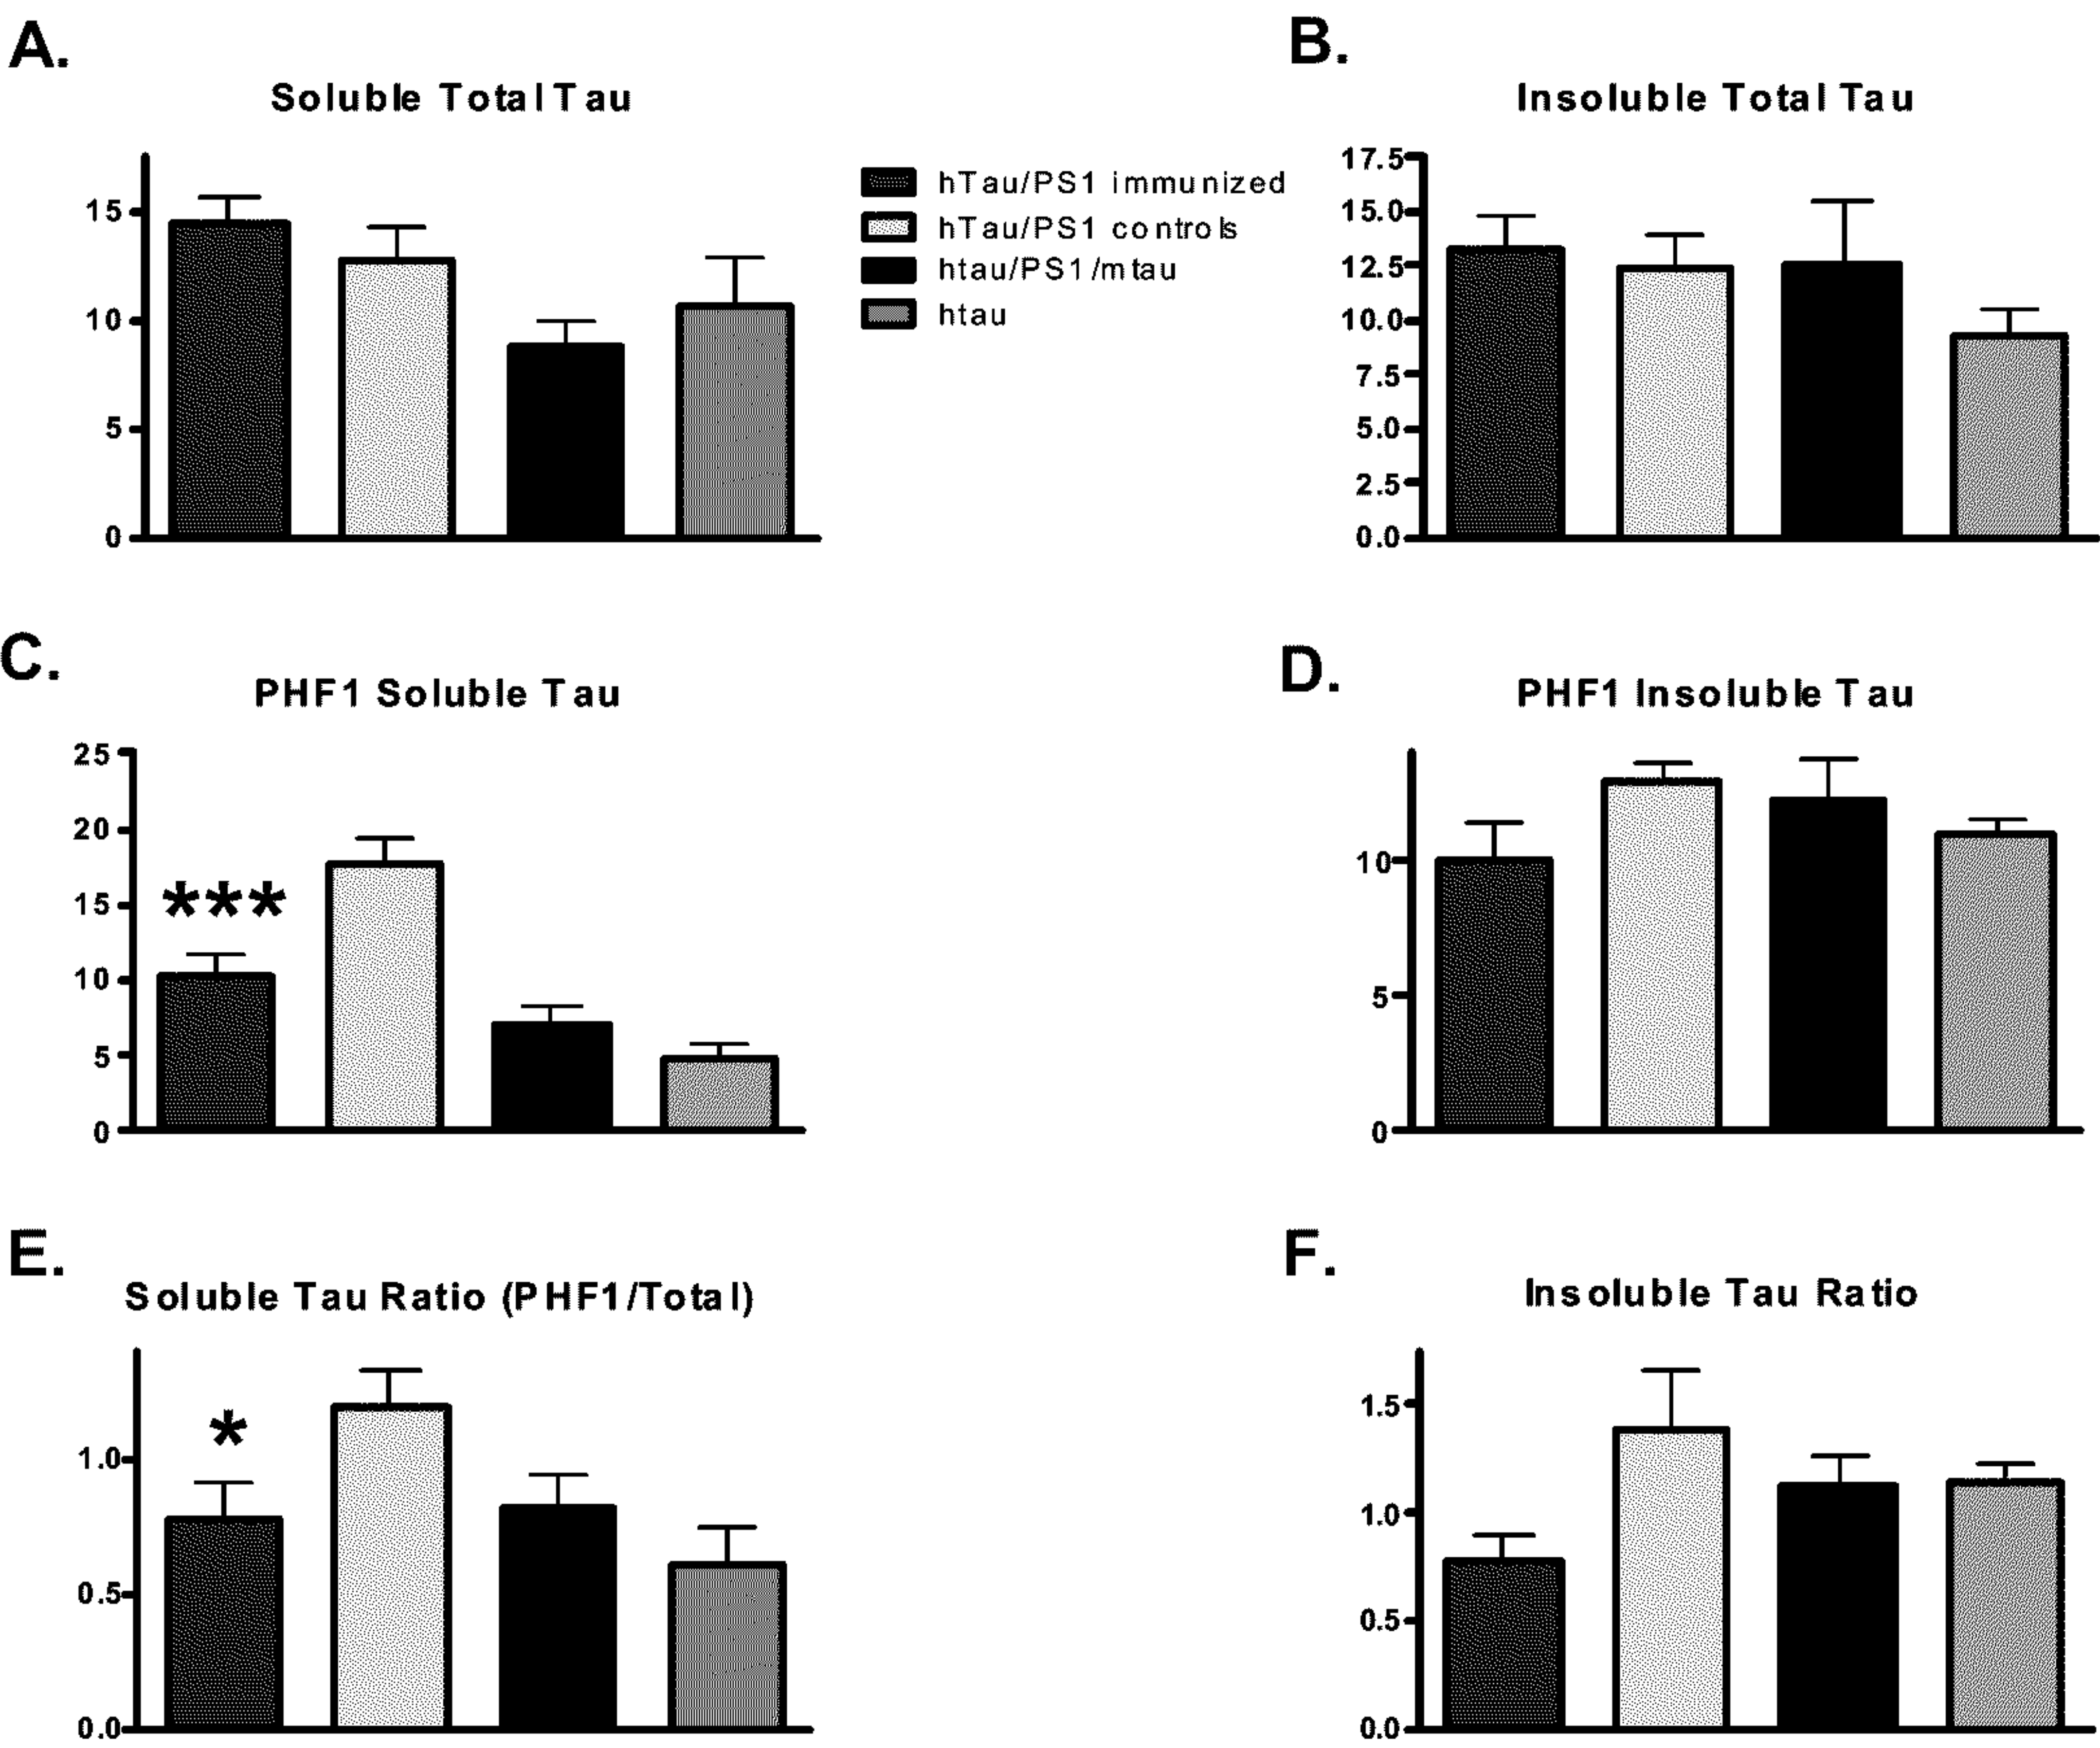 A.
Soluble Total Tau
15
10
5
0
hTau/PS1 immunized
hTau/PS1 controls
htau/PS1/mtau
htau
B.
Insoluble Total Tau
17.5
15.0
12.5
10.0
7.5
5.0
2.5
0.0
C.
PHF1 Soluble Tau
25
20
15
10
5
0
***
D.
PHF1 Insoluble Tau
10
5
0
E.
Soluble Tau Ratio (PHF1/Total)
1.0
0.5
0.0
*
F.
Insoluble Tau Ratio
1.5
1.0
0.5
0.0